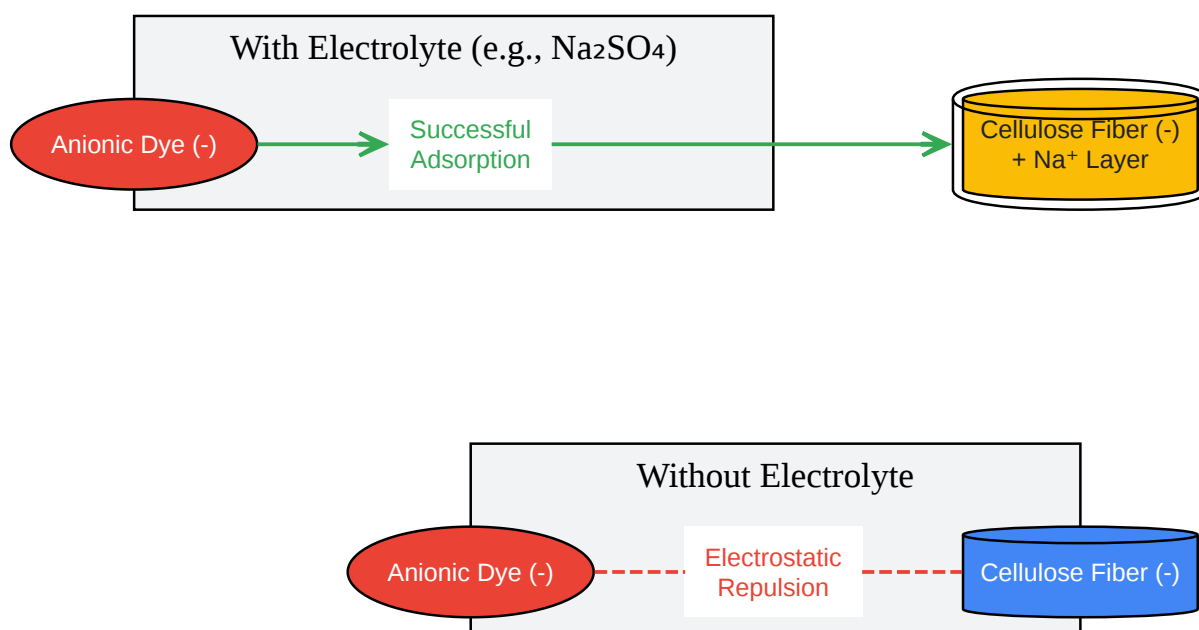 With Electrolyte (e.g., Na₂SO₄)
Anionic Dye (-)
Successful
Adsorption
Cellulose Fiber (-)
+ Na⁺ Layer
Without Electrolyte
Anionic Dye (-)
Electrostatic
Repulsion
Cellulose Fiber (-)